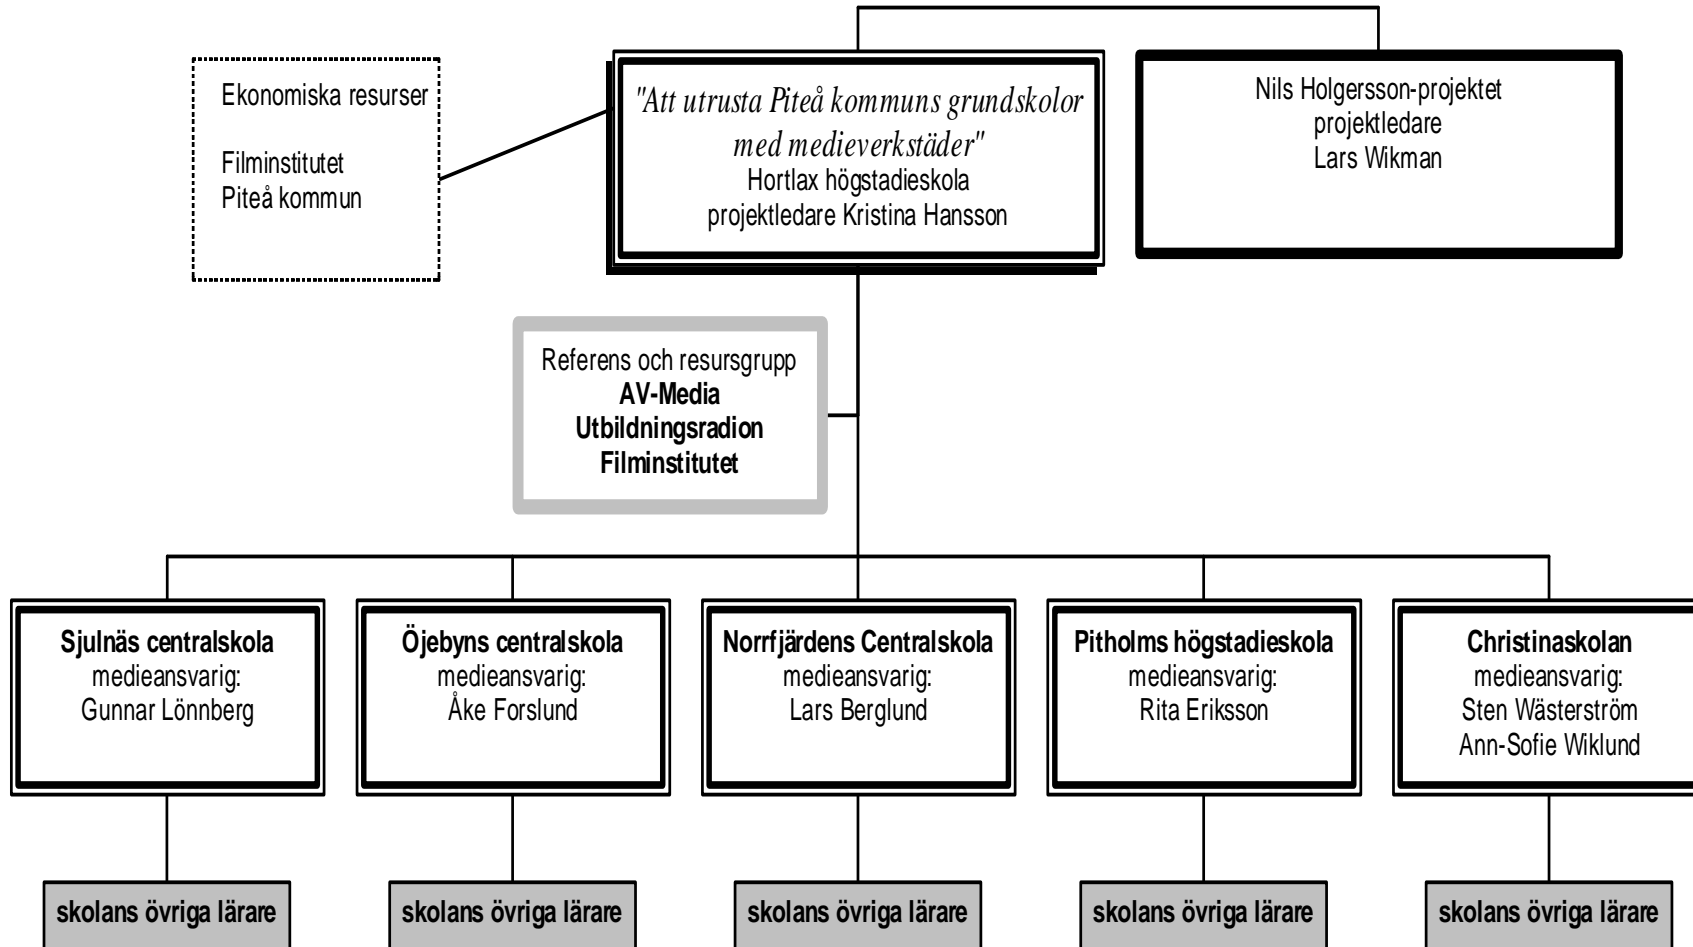 Ekonomiska resurser
Filminstitutet
Piteå kommun
"Att utrusta Piteå kommuns grundskolor
med medieverkstäder"
Hortlax högstadieskola
projektledare Kristina Hansson
Nils Holgersson-projektet
projektledare
Lars Wikman
Referens och resursgrupp
AV-Media
Utbildningsradion
Filminstitutet
Sjulnäs centralskola
medieansvarig:
Gunnar Lönnberg
Öjebyns centralskola
medieansvarig:
Åke Forslund
Norrfjärdens Centralskola
medieansvarig:
Lars Berglund
Pitholms högstadieskola
medieansvarig:
Rita Eriksson
Christinaskolan
medieansvarig:
Sten Wästerström
Ann-Sofie Wiklund
skolans övriga lärare
skolans övriga lärare
skolans övriga lärare
skolans övriga lärare
skolans övriga lärare